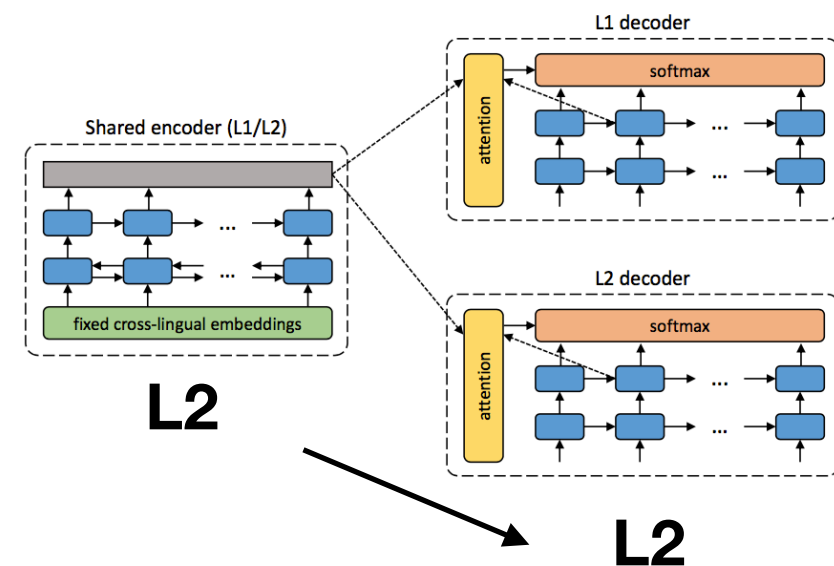 L1 decoder
softmax
attention
...
...
Shared encoder (L1/L2)
...
...
fixed cross-lingual embeddings
L2
L2 decoder
softmax
attention
...
...
L2